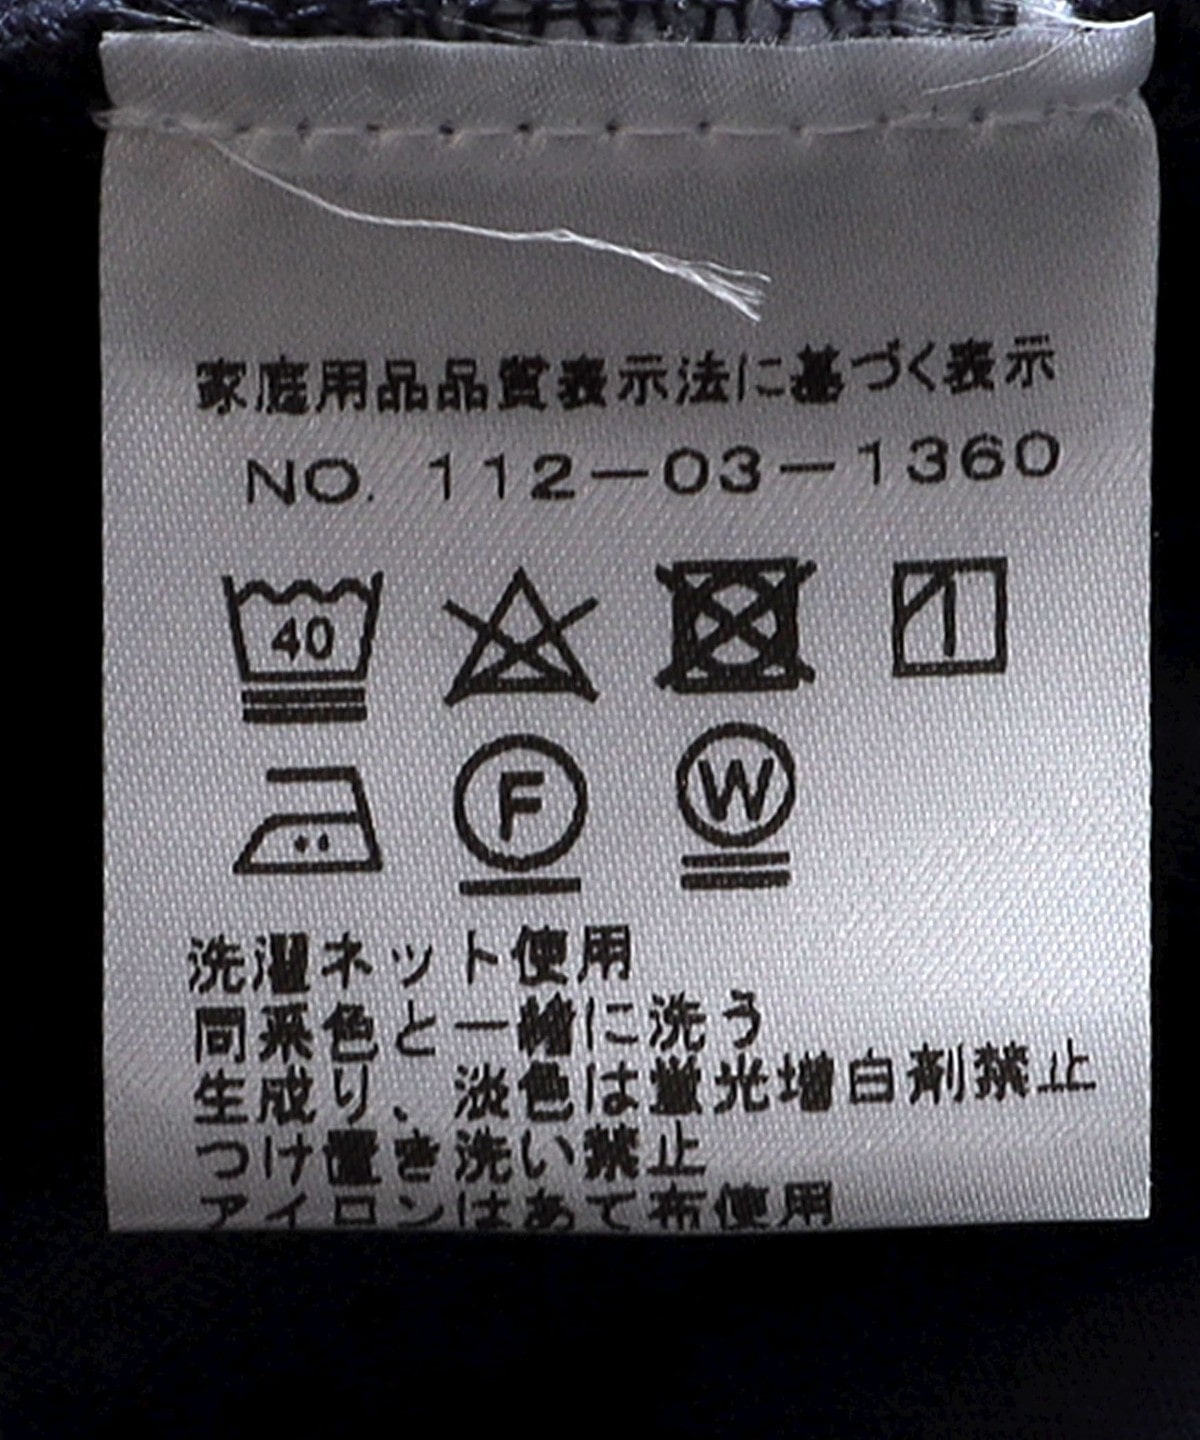 家庭用品品質表示法に基づく表示
NO. 112-03-1360
40
F W
洗濯ネット使用
同系色と一緒に洗う
生成り、淡色は蛍光増白剤禁止
つけ置き洗い禁止
アイロンはあて布使用